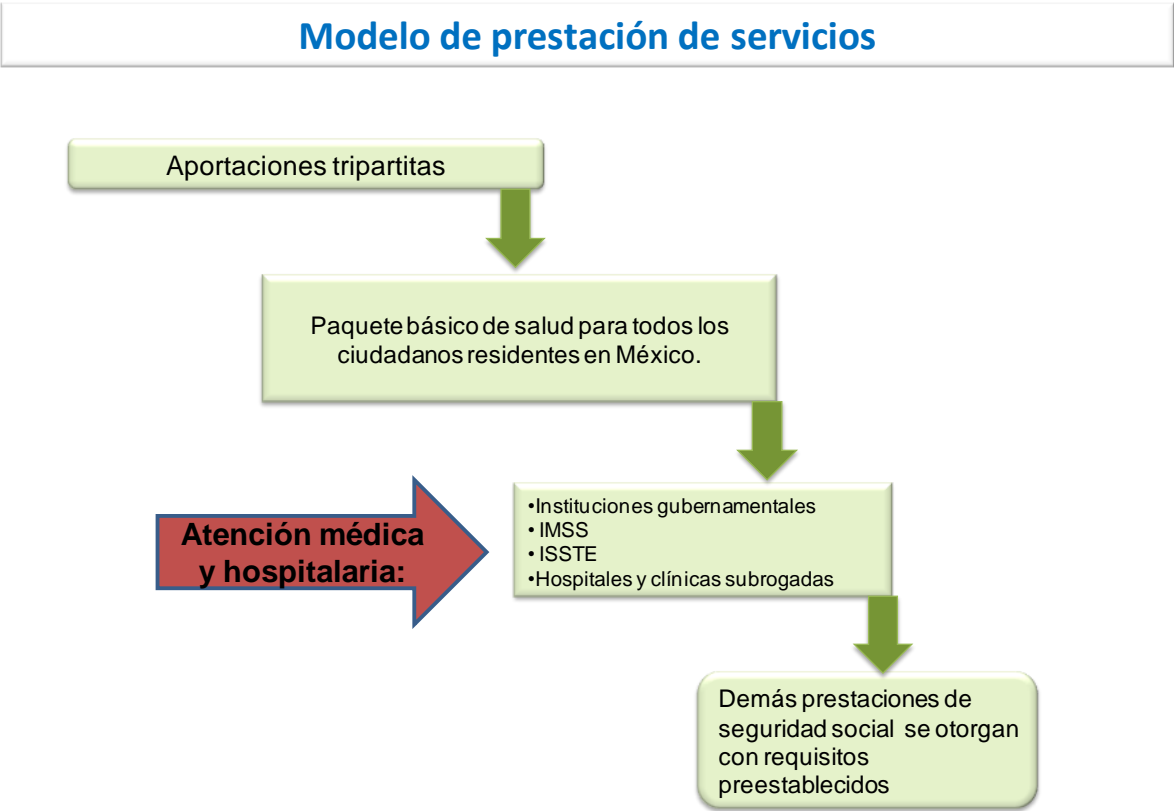 Modelo de prestación de servicios
Aportaciones tripartitas
Paquete básico de salud para todos los
ciudadanos residentes en México.
Atención médica
y hospitalaria:
•Instituciones gubernamentales
• IMSS
• ISSTE
•Hospitales y clínicas subrogadas
Demás prestaciones de
seguridad social se otorgan
con requisitos
preestablecidos